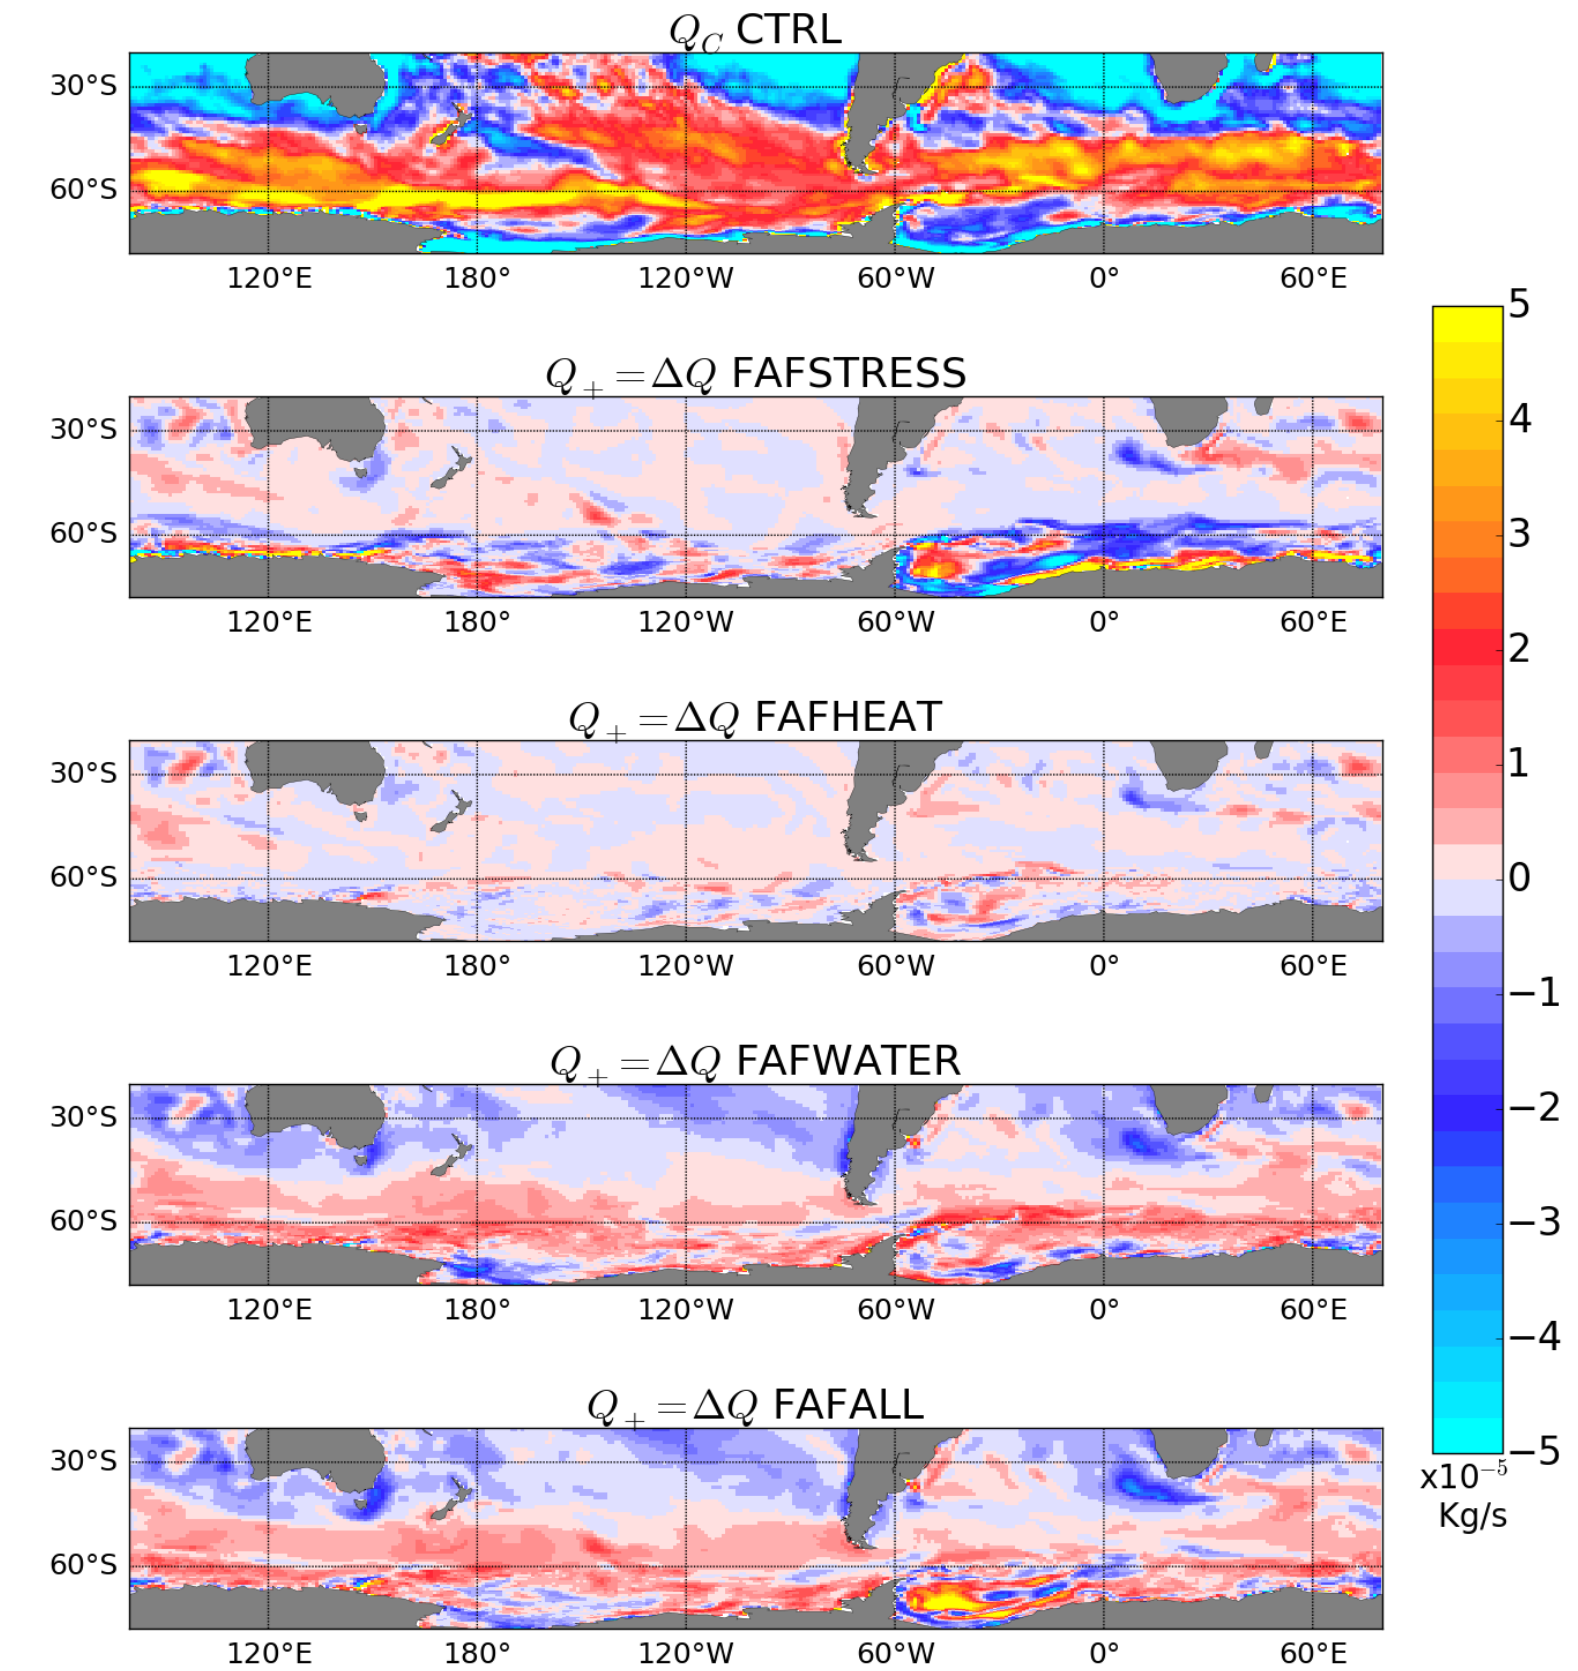 Q_C CTRL
30°S
60°S
120°E 180° 120°W 60°W 0° 60°E
Q_+ = ΔQ FAFSTRESS
30°S
60°S
120°E 180° 120°W 60°W 0° 60°E
Q_+ = ΔQ FAFHEAT
30°S
60°S
120°E 180° 120°W 60°W 0° 60°E
Q_+ = ΔQ FAFWATER
30°S
60°S
120°E 180° 120°W 60°W 0° 60°E
Q_+ = ΔQ FAFALL
30°S
60°S
120°E 180° 120°W 60°W 0° 60°E
5
4
3
2
1
0
−1
−2
−3
−4
−5
x10⁻⁵
Kg/s